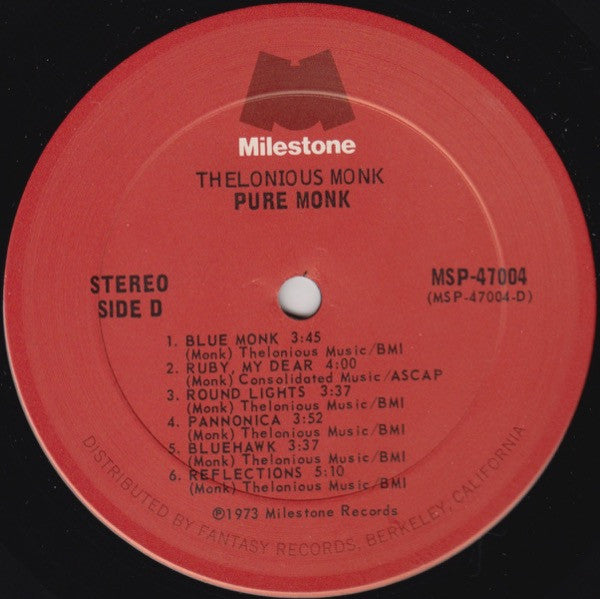 Milestone
THELONIOUS MONK
PURE MONK
STEREO
SIDE D
MSP-47004
(MSP-47004-D)
1. BLUE MONK 3:45
(Monk) Thelonious Music/BMI
2. RUBY, MY DEAR 4:00
(Monk) Consolidated Music/ASCAP
3. ROUND LIGHTS 3:37
(Monk) Thelonious Music/BMI
4. PANNONICA 3:52
(Monk) Thelonious Music/BMI
5. BLUEHAWK 3:37
(Monk) Thelonious Music/BMI
6. REFLECTIONS 5:10
(Monk) Thelonious Music/BMI
℗1973 Milestone Records
DISTRIBUTED BY FANTASY RECORDS, BERKELEY, CALIFORNIA